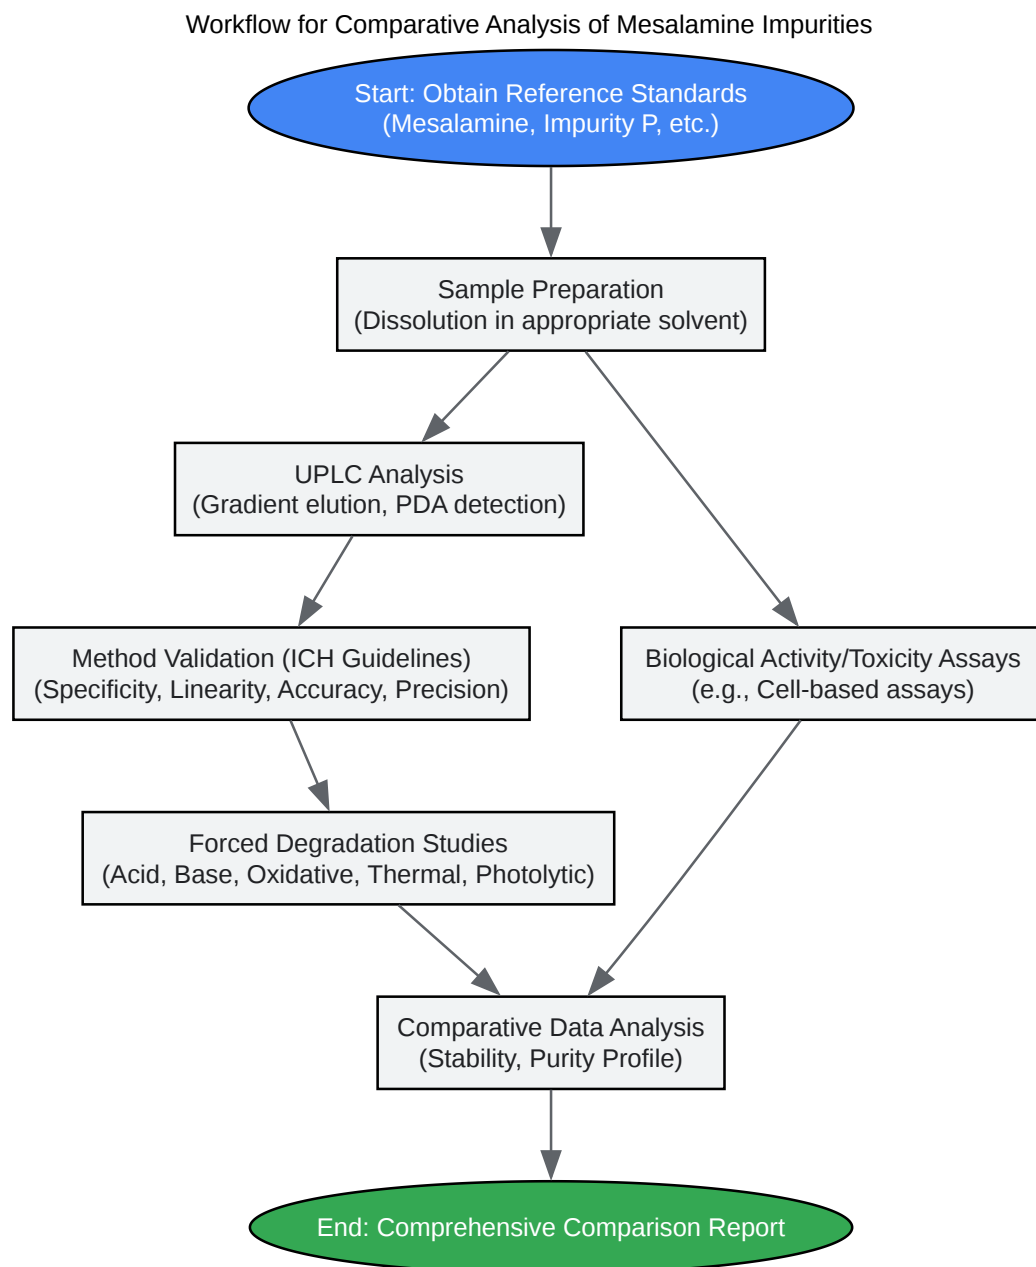 Workflow for Comparative Analysis of Mesalamine Impurities
Start: Obtain Reference Standards
(Mesalamine, Impurity P, etc.)
Sample Preparation
(Dissolution in appropriate solvent)
UPLC Analysis
(Gradient elution, PDA detection)
Method Validation (ICH Guidelines)
(Specificity, Linearity, Accuracy, Precision)
Biological Activity/Toxicity Assays
(e.g., Cell-based assays)
Forced Degradation Studies
(Acid, Base, Oxidative, Thermal, Photolytic)
Comparative Data Analysis
(Stability, Purity Profile)
End: Comprehensive Comparison Report